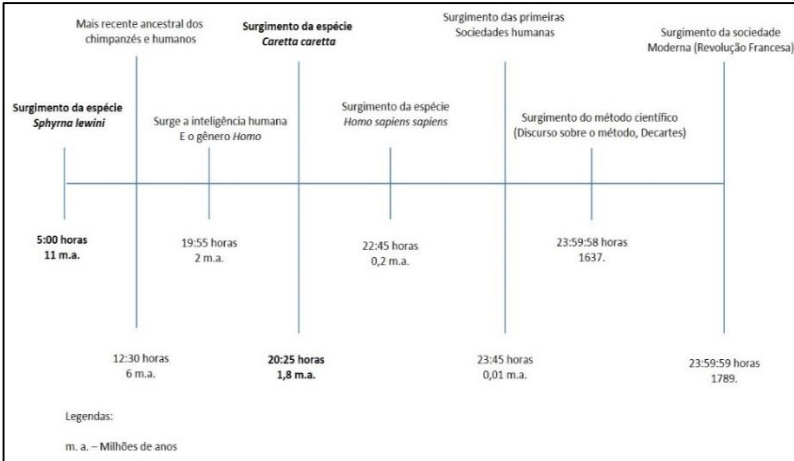 Mais recente ancestral dos
chimpanzés e humanos
Surgimento da espécie
Caretta caretta
Surgimento das primeiras
Sociedades humanas
Surgimento da sociedade
Moderna (Revolução Francesa)
Surgimento da espécie
Sphyrna lewini
Surge a inteligência humana
E o gênero Homo
Surgimento da espécie
Homo sapiens sapiens
Surgimento do método científico
(Discurso sobre o método, Decartes)
5:00 horas
11 m.a.
19:55 horas
2 m.a.
22:45 horas
0,2 m.a.
23:59:58 horas
1637.
12:30 horas
6 m.a.
20:25 horas
1,8 m.a.
23:45 horas
0,01 m.a.
23:59:59 horas
1789.
Legendas:
m. a. – Milhões de anos